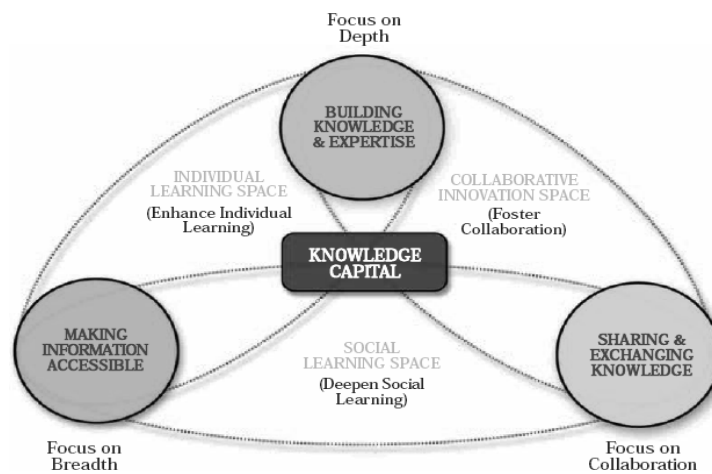 Focus on
Depth
BUILDING
KNOWLEDGE
& EXPERTISE
INDIVIDUAL
LEARNING SPACE
(Enhance Individual
Learning)
COLLABORATIVE
INNOVATION SPACE
(Foster
Collaboration)
KNOWLEDGE
CAPITAL
MAKING
INFORMATION
ACCESSIBLE
SOCIAL
LEARNING SPACE
(Deepen Social
Learning)
SHARING &
EXCHANGING
KNOWLEDGE
Focus on
Breadth
Focus on
Collaboration